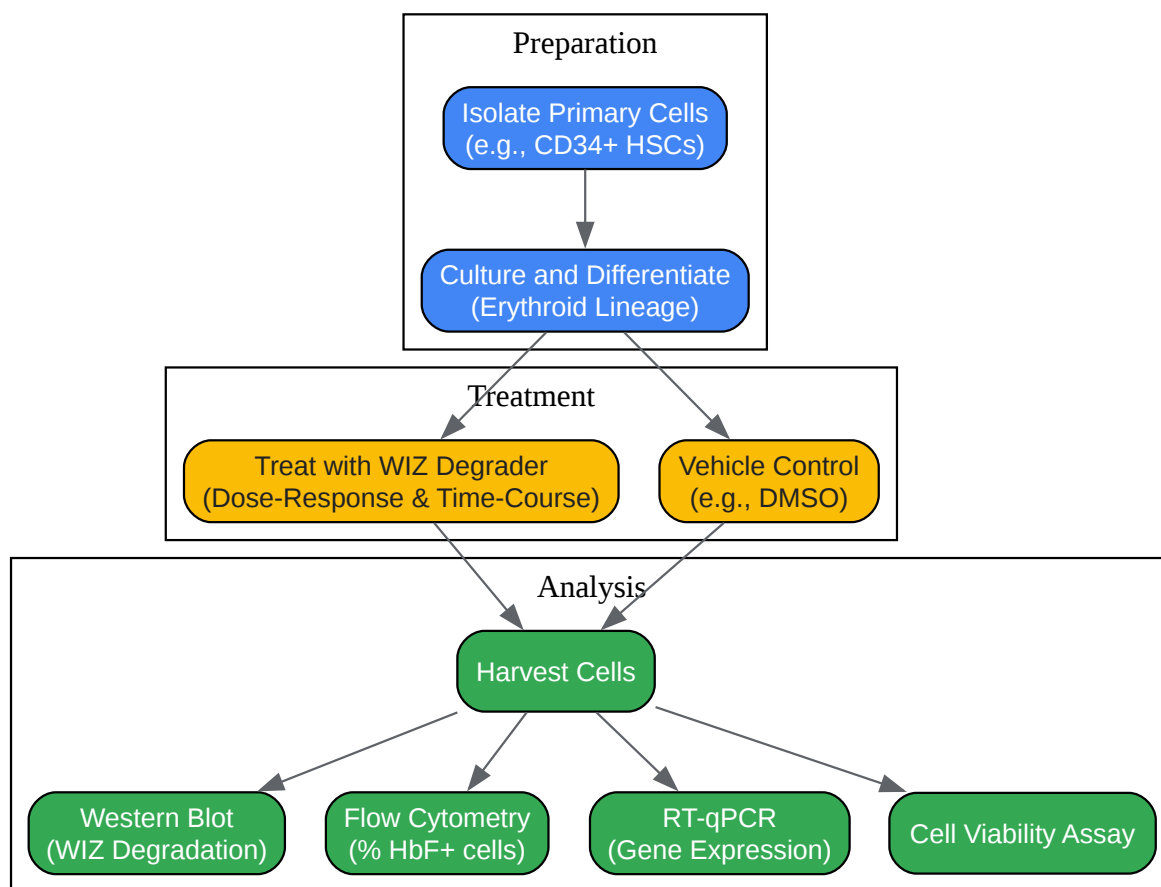 Preparation
Isolate Primary Cells
(e.g., CD34+ HSCs)
Culture and Differentiate
(Erythroid Lineage)
Treatment
Treat with WIZ Degrader
(Dose-Response & Time-Course)
Vehicle Control
(e.g., DMSO)
Analysis
Harvest Cells
Western Blot
(WIZ Degradation)
Flow Cytometry
(% HbF+ cells)
RT-qPCR
(Gene Expression)
Cell Viability Assay